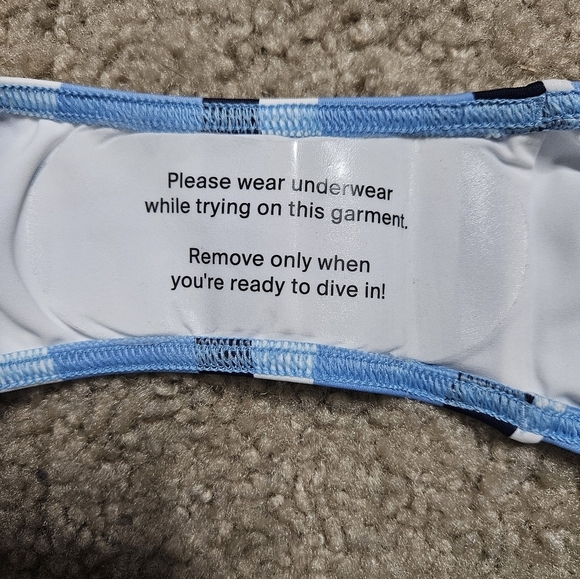 Please wear underwear
while trying on this garment.
Remove only when
you're ready to dive in!